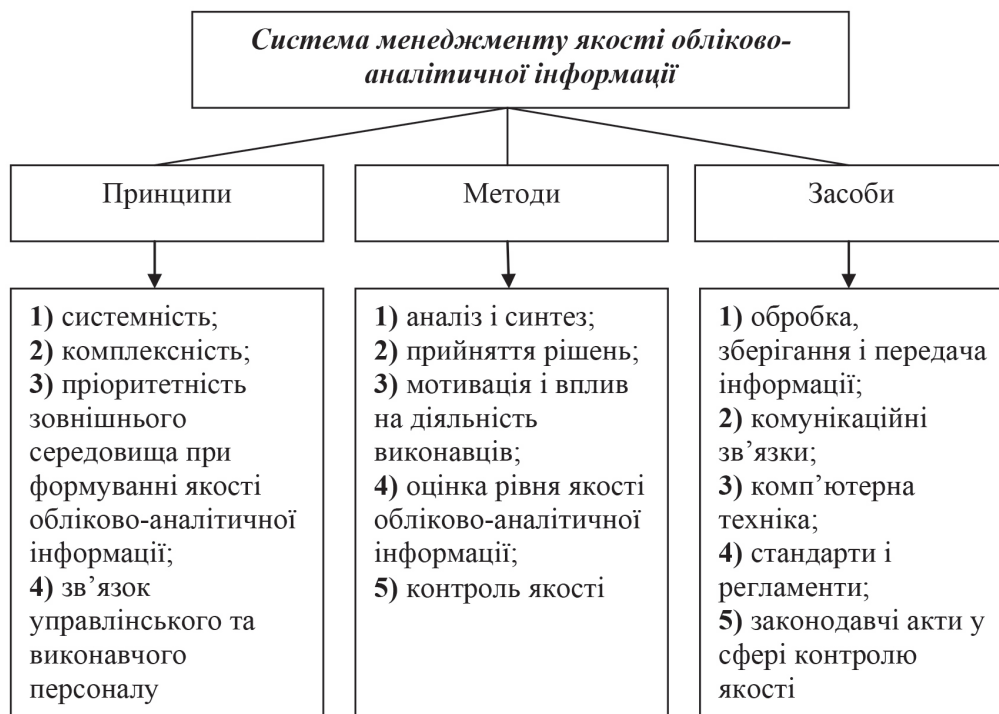 Система менеджменту якості обліково-
аналітичної інформації
Принципи
Методи
Засоби
1) системність;
2) комплексність;
3) пріоритетність
зовнішнього
середовища при
формуванні якості
обліково-аналітичної
інформації;
4) зв’язок
управлінського та
виконавчого
персоналу
1) аналіз і синтез;
2) прийняття рішень;
3) мотивація і вплив
на діяльність
виконавців;
4) оцінка рівня якості
обліково-аналітичної
інформації;
5) контроль якості
1) обробка,
зберігання і передача
інформації;
2) комунікаційні
зв’язки;
3) комп’ютерна
техніка;
4) стандарти і
регламенти;
5) законодавчі акти у
сфері контролю
якості